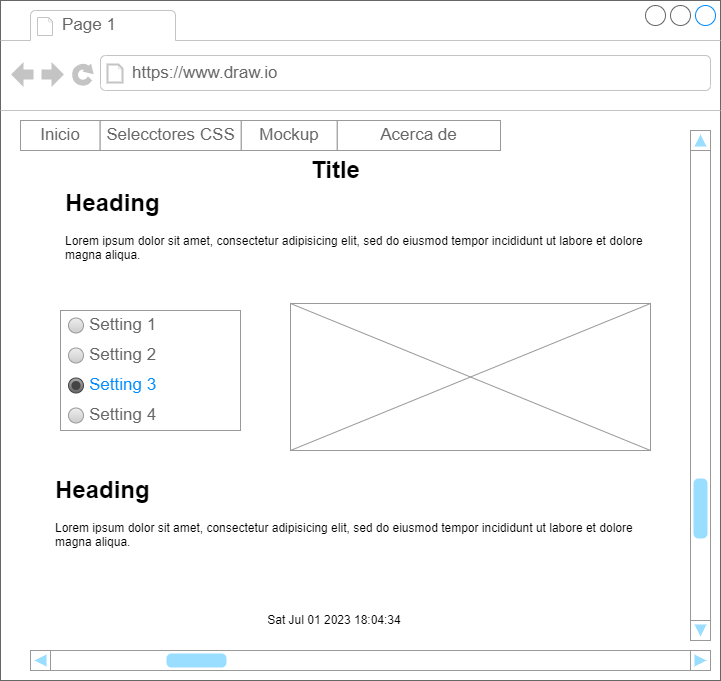 Page 1
https://www.draw.io
Inicio Selecctores CSS Mockup Acerca de
Title
Heading
Lorem ipsum dolor sit amet, consectetur adipisicing elit, sed do eiusmod tempor incididunt ut labore et dolore
magna aliqua.
Setting 1
Setting 2
Setting 3
Setting 4
Heading
Lorem ipsum dolor sit amet, consectetur adipisicing elit, sed do eiusmod tempor incididunt ut labore et dolore
magna aliqua.
Sat Jul 01 2023 18:04:34